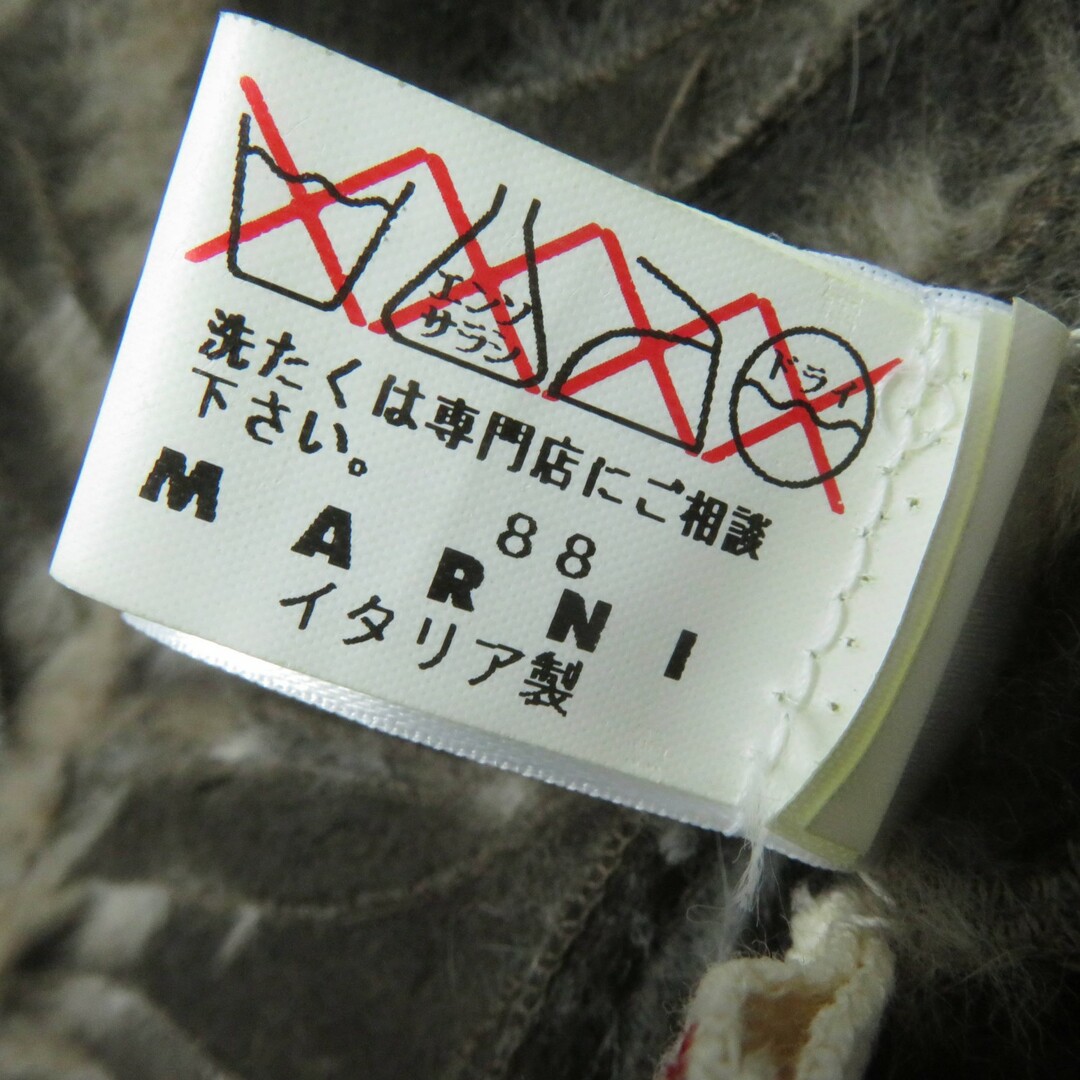 エンソ
サラシ
ドライ
洗たくは専門店にご相談
下さい。
88
MARNI
イタリア製